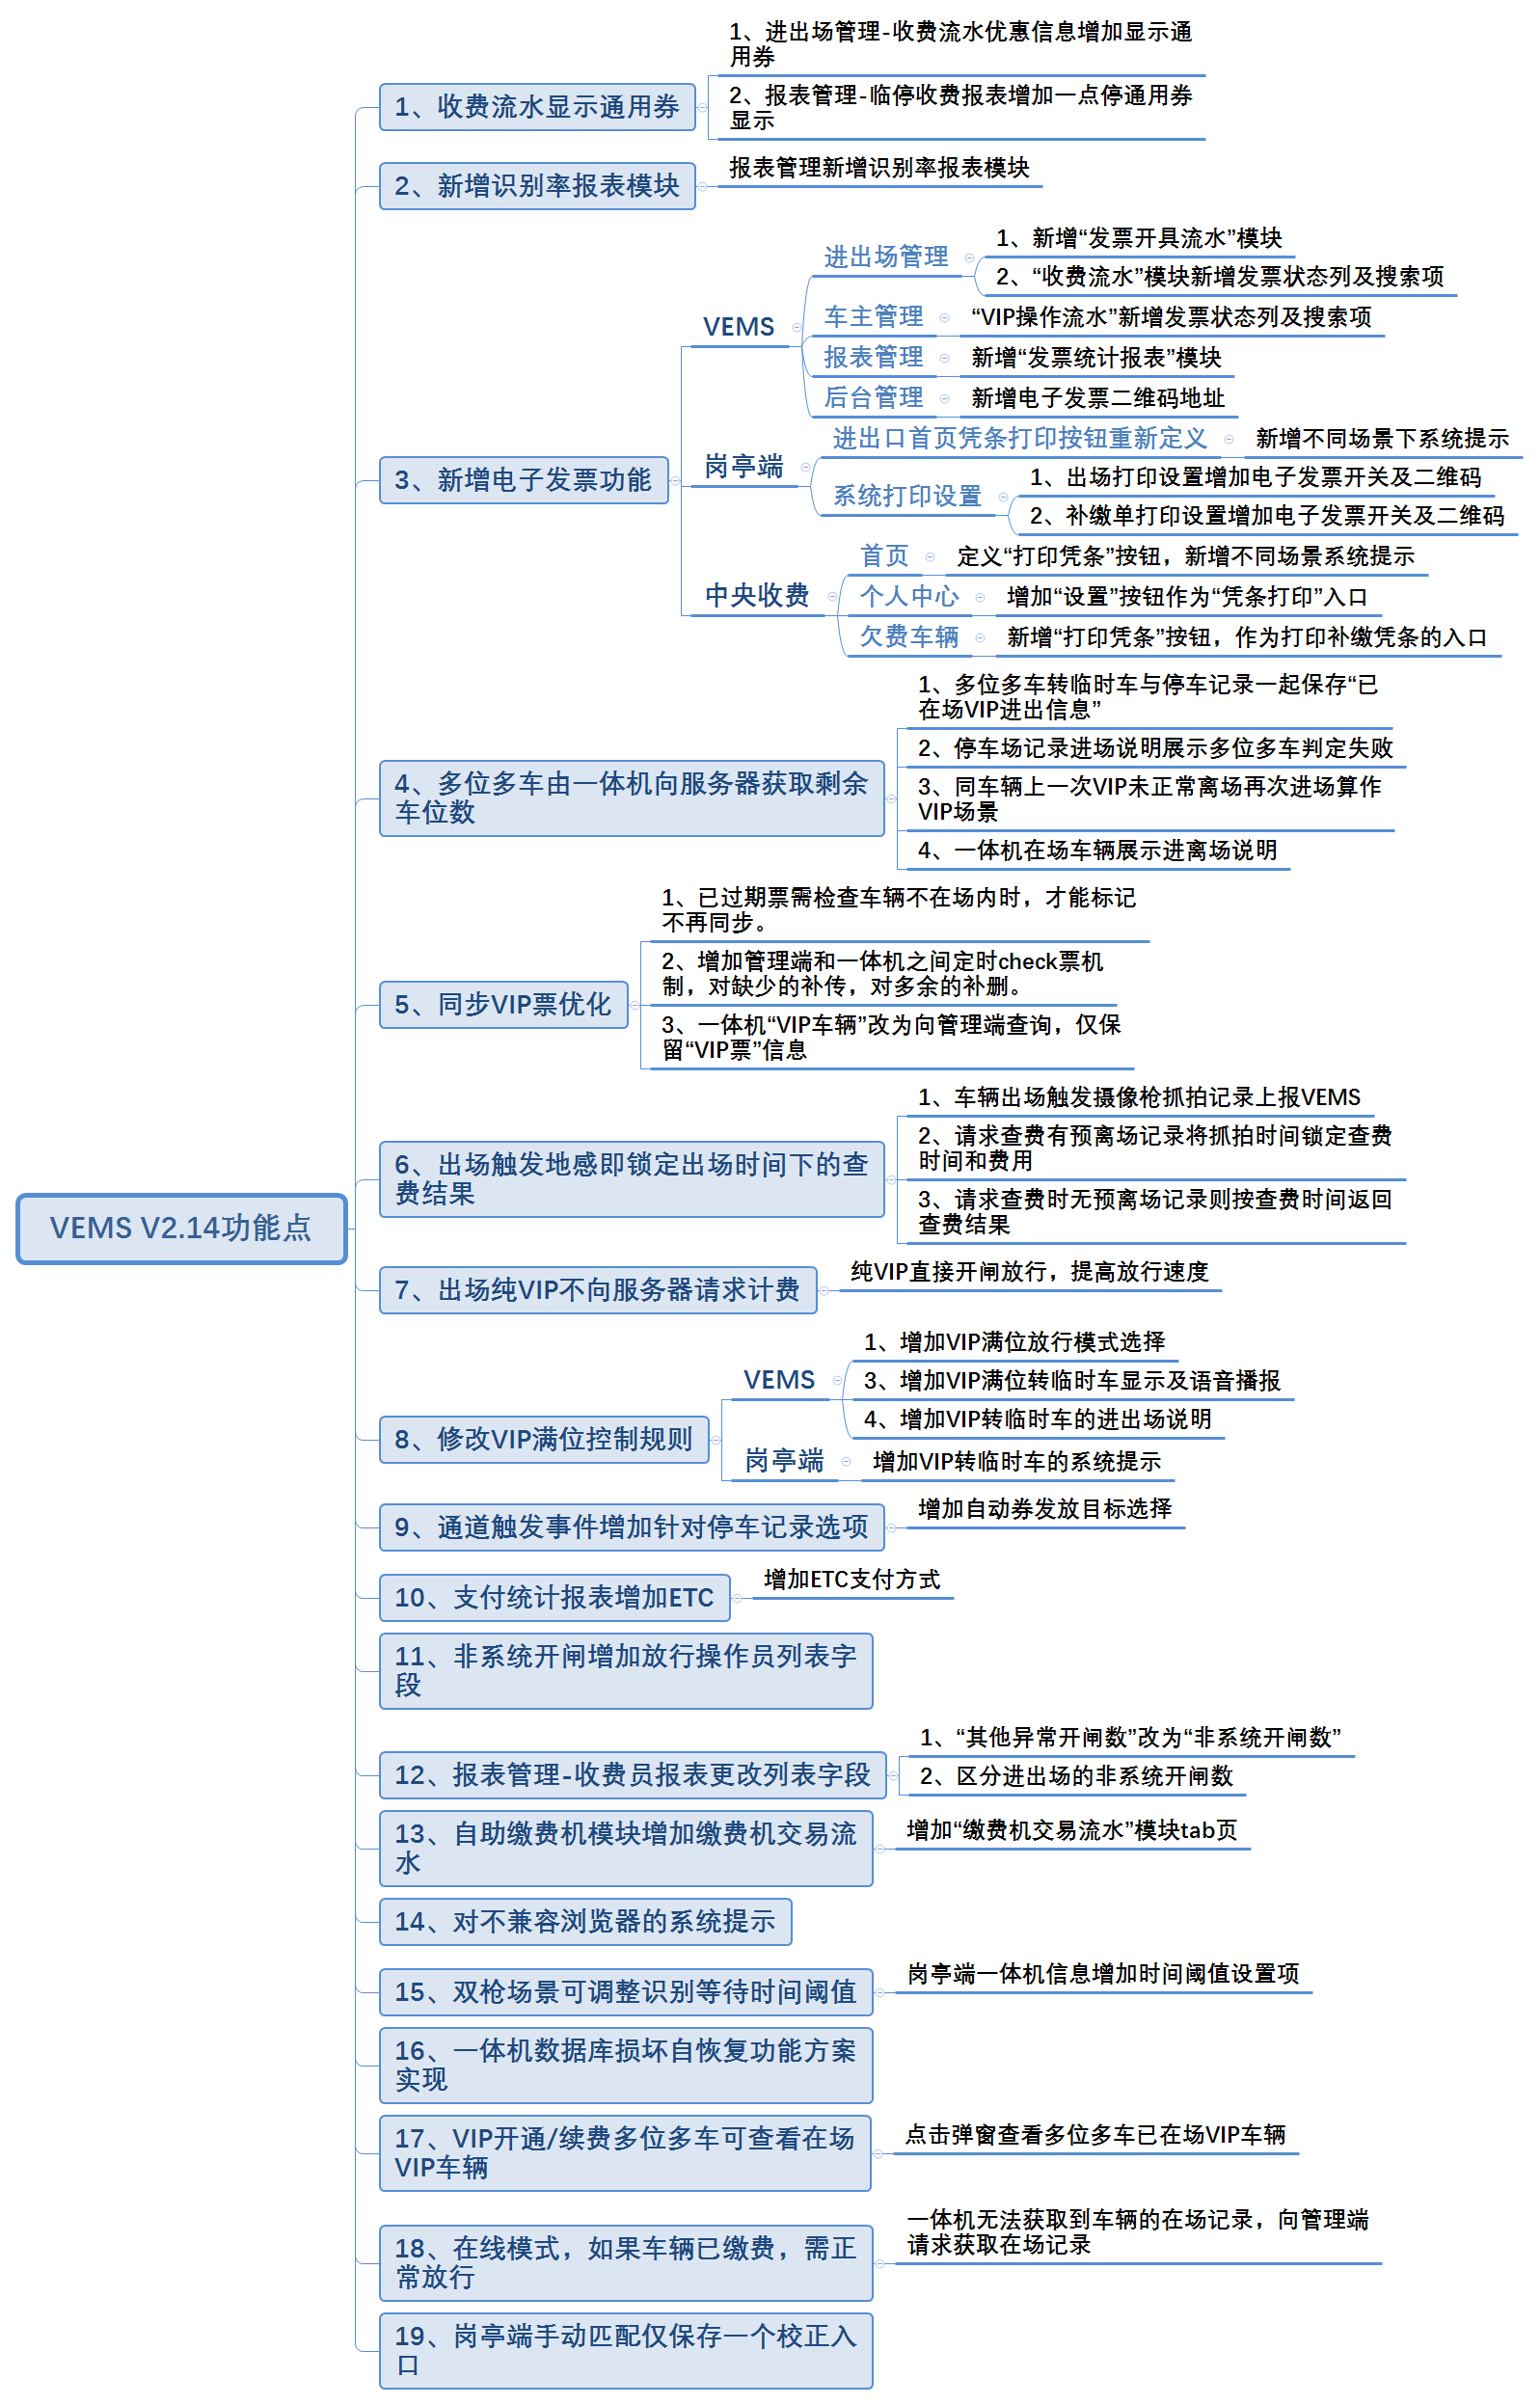 VEMS V2.14功能点
1、收费流水显示通用券
1、进出场管理-收费流水优惠信息增加显示通
用券
2、报表管理-临停收费报表增加一点停通用券
显示
2、新增识别率报表模块
报表管理新增识别率报表模块
3、新增电子发票功能
VEMS
进出场管理
1、新增“发票开具流水”模块
2、“收费流水”模块新增发票状态列及搜索项
车主管理
“VIP操作流水”新增发票状态列及搜索项
报表管理
新增“发票统计报表”模块
后台管理
新增电子发票二维码地址
岗亭端
进出口首页凭条打印按钮重新定义
新增不同场景下系统提示
系统打印设置
1、出场打印设置增加电子发票开关及二维码
2、补缴单打印设置增加电子发票开关及二维码
中央收费
首页
定义“打印凭条”按钮，新增不同场景系统提示
个人中心
增加“设置”按钮作为“凭条打印”入口
欠费车辆
新增“打印凭条”按钮，作为打印补缴凭条的入口
4、多位多车由一体机向服务器获取剩余
车位数
1、多位多车转临时车与停车记录一起保存“已
在场VIP进出信息”
2、停车场记录进场说明展示多位多车判定失败
3、同车辆上一次VIP未正常离场再次进场算作
VIP场景
4、一体机在场车辆展示进离场说明
5、同步VIP票优化
1、已过期票需检查车辆不在场内时，才能标记
不再同步。
2、增加管理端和一体机之间定时check票机
制，对缺少的补传，对多余的补删。
3、一体机“VIP车辆”改为向管理端查询，仅保
留“VIP票”信息
6、出场触发地感即锁定出场时间下的查
费结果
1、车辆出场触发摄像枪抓拍记录上报VEMS
2、请求查费有预离场记录将抓拍时间锁定查费
时间和费用
3、请求查费时无预离场记录则按查费时间返回
查费结果
7、出场纯VIP不向服务器请求计费
纯VIP直接开闸放行，提高放行速度
8、修改VIP满位控制规则
VEMS
1、增加VIP满位放行模式选择
3、增加VIP满位转临时车显示及语音播报
4、增加VIP转临时车的进出场说明
岗亭端
增加VIP转临时车的系统提示
9、通道触发事件增加针对停车记录选项
增加自动券发放目标选择
10、支付统计报表增加ETC
增加ETC支付方式
11、非系统开闸增加放行操作员列表字
段
12、报表管理-收费员报表更改列表字段
1、“其他异常开闸数”改为“非系统开闸数”
2、区分进出场的非系统开闸数
13、自助缴费机模块增加缴费机交易流
水
增加“缴费机交易流水”模块tab页
14、对不兼容浏览器的系统提示
15、双枪场景可调整识别等待时间阈值
岗亭端一体机信息增加时间阈值设置项
16、一体机数据库损坏自恢复功能方案
实现
17、VIP开通/续费多位多车可查看在场
VIP车辆
点击弹窗查看多位多车已在场VIP车辆
18、在线模式，如果车辆已缴费，需正
常放行
一体机无法获取到车辆的在场记录，向管理端
请求获取在场记录
19、岗亭端手动匹配仅保存一个校正入
口